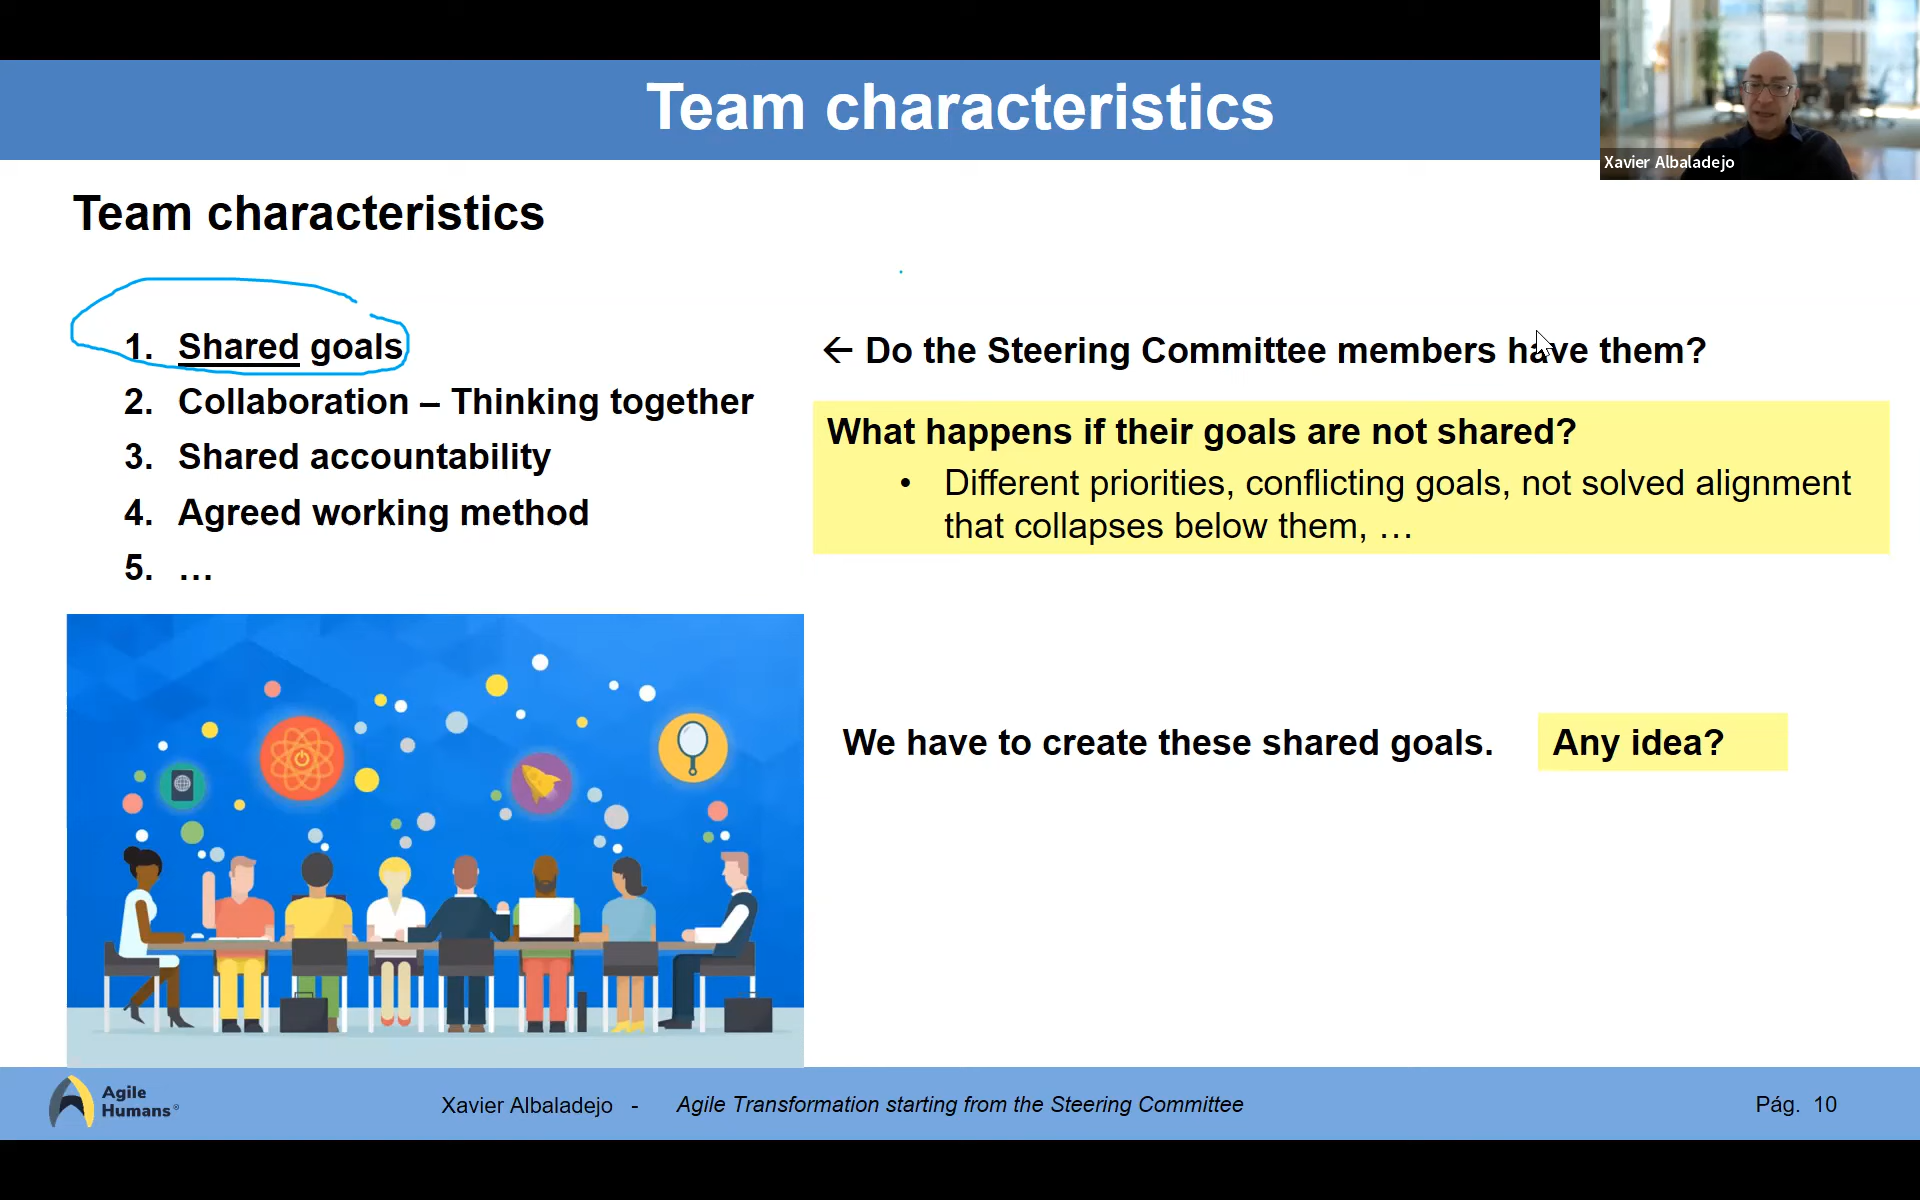 Team characteristics
Xavier Albaladejo
Team characteristics
1. Shared goals
2. Collaboration – Thinking together
3. Shared accountability
4. Agreed working method
5. …
← Do the Steering Committee members have them?
What happens if their goals are not shared?
• Different priorities, conflicting goals, not solved alignment
that collapses below them, …
We have to create these shared goals.
Any idea?
Agile
Humans®
Xavier Albaladejo - Agile Transformation starting from the Steering Committee
Pág. 10